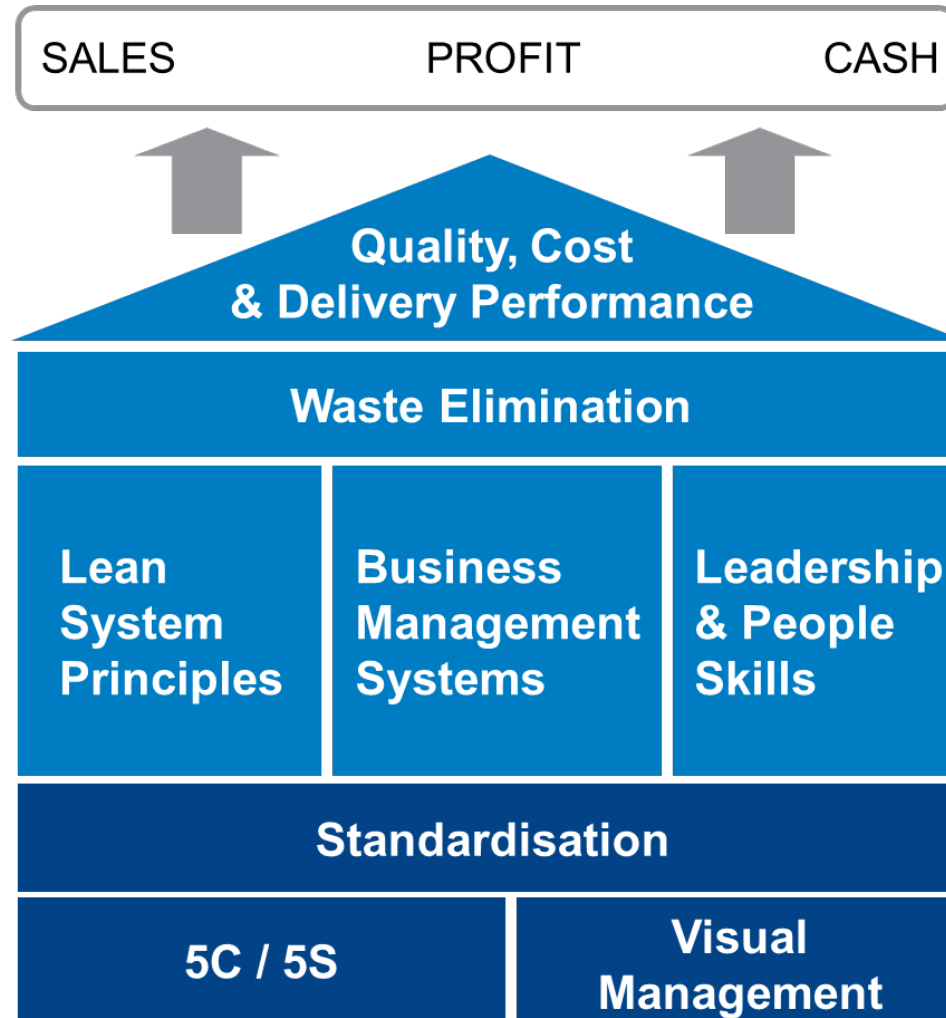 SALES PROFIT CASH
Quality, Cost
& Delivery Performance
Waste Elimination
Lean
System
Principles
Business
Management
Systems
Leadership
& People
Skills
Standardisation
5C / 5S
Visual
Management